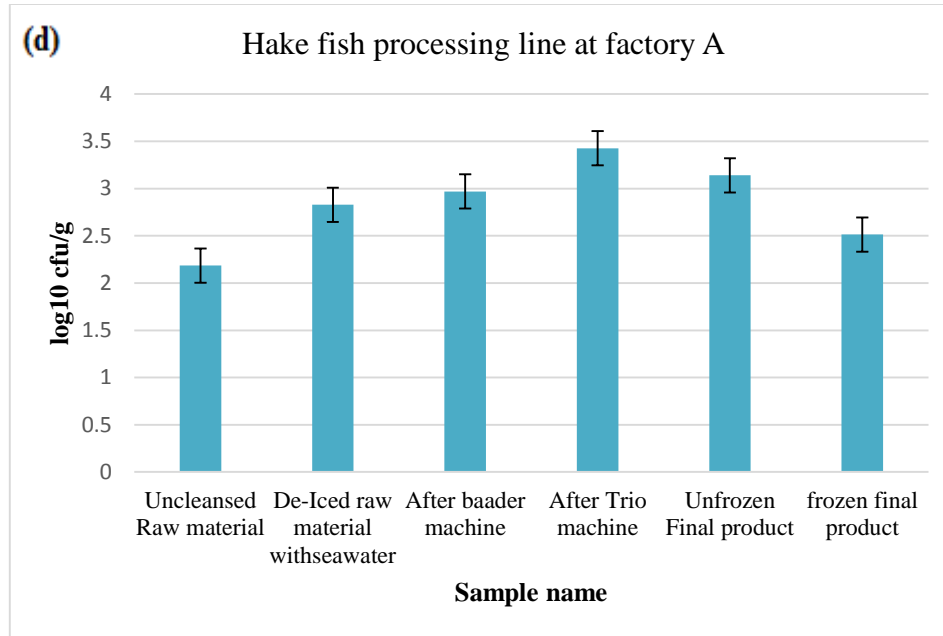 (d)
Hake fish processing line at factory A
4
3.5
3
2.5
2
1.5
1
0.5
0
log10 cfu/g
Uncleansed
Raw material
De-Iced raw
material
withseawater
After baader
machine
After Trio
machine
Unfrozen
Final product
frozen final
product
Sample name